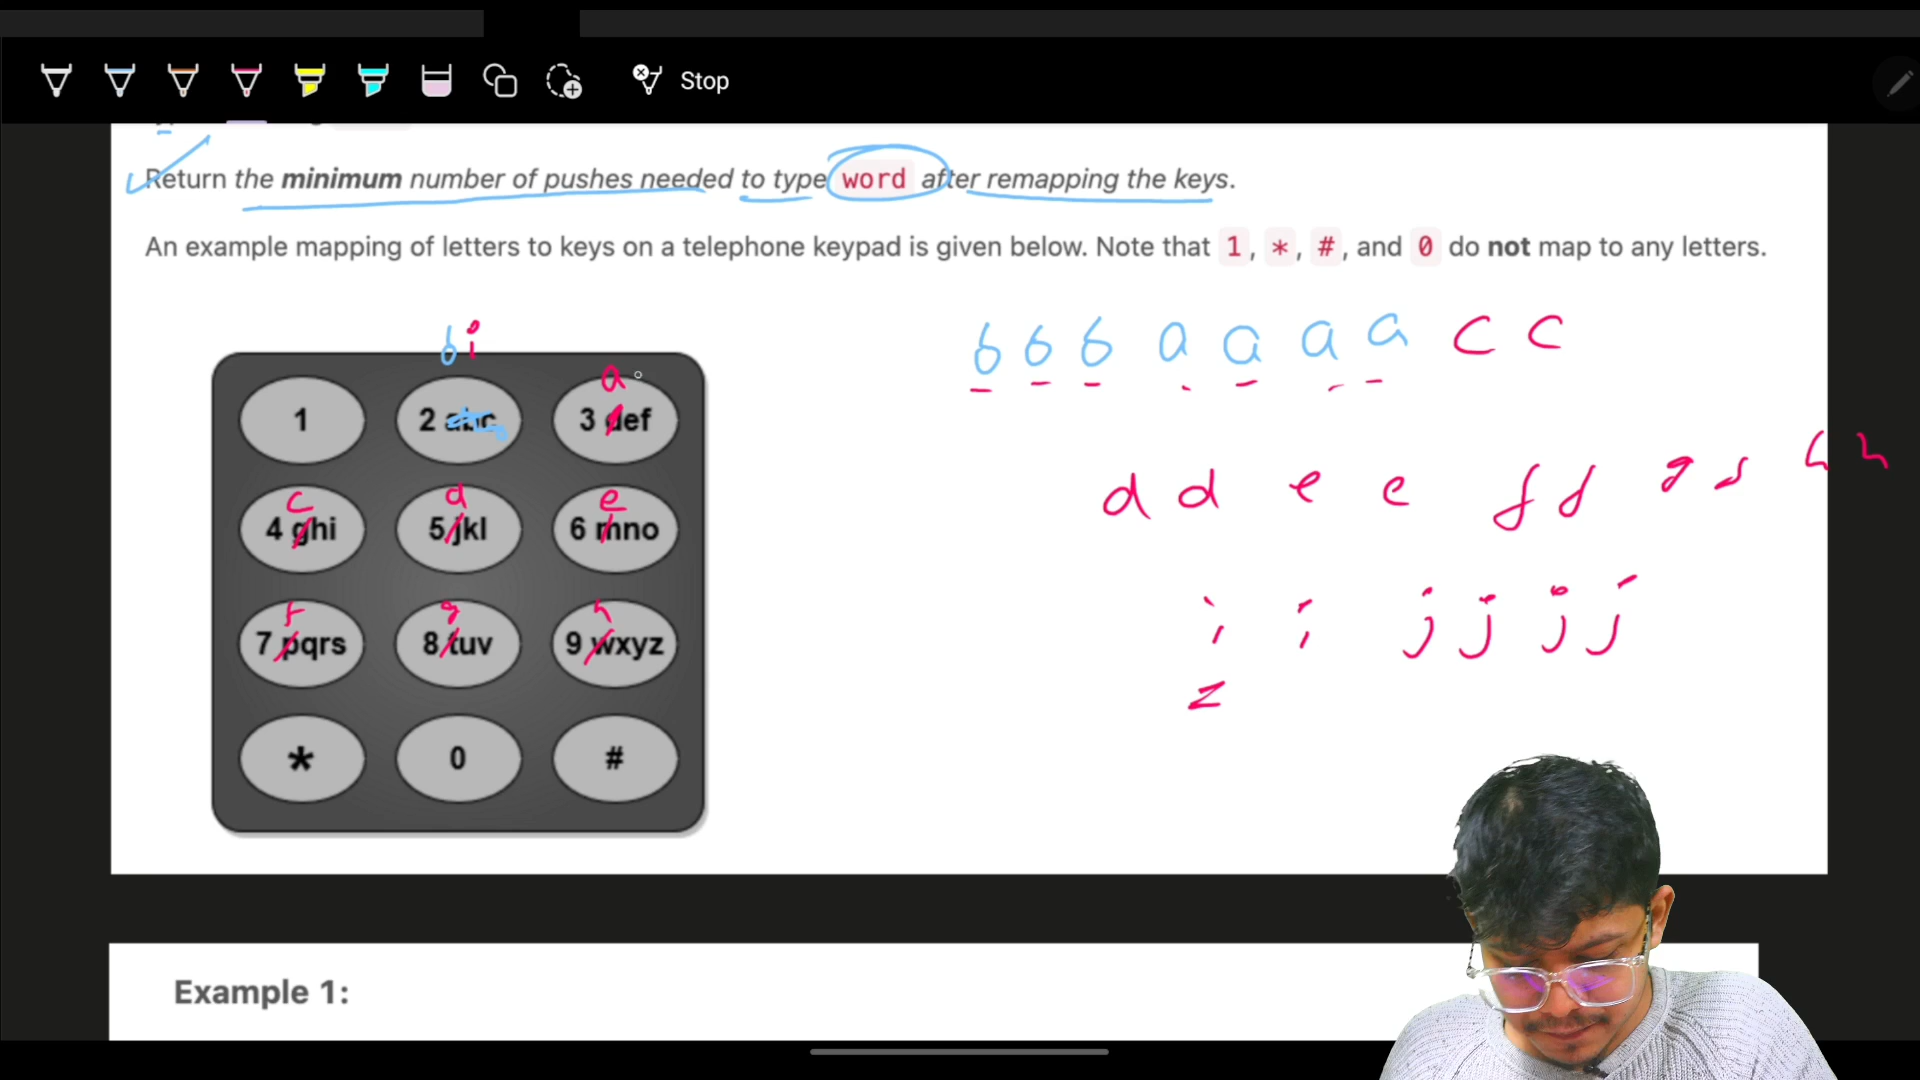 Stop
Return the minimum number of pushes needed to type word after remapping the keys.
An example mapping of letters to keys on a telephone keypad is given below. Note that 1, *, #, and 0 do not map to any letters.
b i
b b b a a a a c c
a
1 2 abc 3 def
c d e
4 ghi 5 jkl 6 mno
d d e e f f g g h h
f g h
7 pqrs 8 tuv 9 wxyz
i i j j j j
z
* 0 #
Example 1: